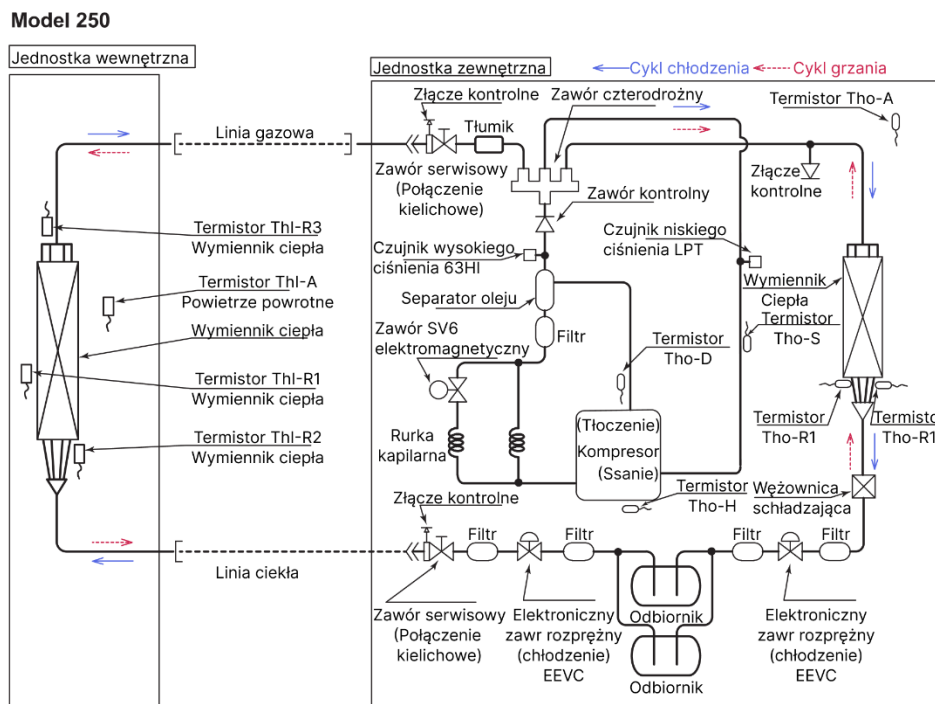 Model 250
Jednostka wewnętrzna
Jednostka zewnętrzna
Cykl chłodzenia
Cykl grzania
Złącze kontrolne
Zawór czterodrożny
Termistor Tho-A
Linia gazowa
Tłumik
Zawór serwisowy
(Połączenie
kielichowe)
Złącze
kontrolne
Zawór kontrolny
Termistor Thl-R3
Wymiennik ciepła
Czujnik wysokiego
ciśnienia 63HI
Czujnik niskiego
ciśnienia LPT
Termistor Thl-A
Powietrze powrotne
Separator oleju
Wymiennik
Ciepła
Wymiennik ciepła
Zawór SV6
elektromagnetyczny
Filtr
Termistor
Tho-D
Termistor
Tho-S
Termistor Thl-R1
Wymiennik ciepła
Termistor Thl-R2
Wymiennik ciepła
Rurka
kapilarna
(Tłoczenie)
Kompresor
(Ssanie)
Termistor
Tho-R1
Termisto
Tho-R1
Złącze kontrolne
Termistor
Tho-H
Wężownica
schładzająca
Filtr
Filtr
Filtr
Filtr
Linia ciekła
Zawór serwisowy
(Połączenie
kielichowe)
Elektroniczny
zawr rozprężny
(chłodzenie)
EEVC
Odbiornik
Odbiornik
Elektroniczny
zawr rozprężny
(chłodzenie)
EEVC